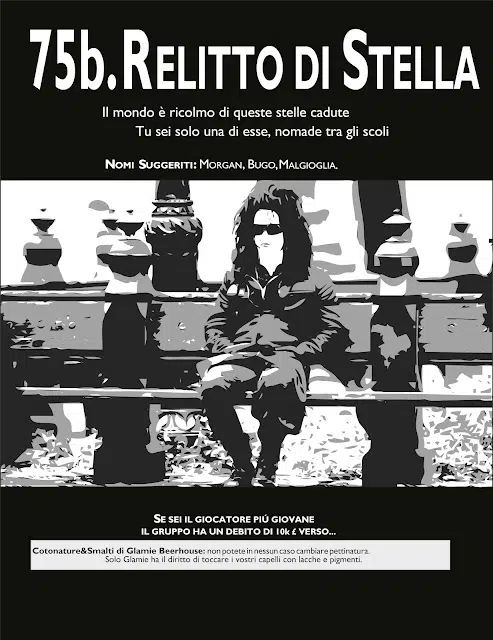 75b. RELITTO DI STELLA
Il mondo è ricolmo di queste stelle cadute
Tu sei solo una di esse, nomade tra gli scoli
NOMI SUGGERITI: MORGAN, BUGO, MALGIOGLIA.
SE SEI IL GIOCATORE PIÚ GIOVANE
IL GRUPPO HA UN DEBITO DI 10k £ VERSO...
Cotonature&Smalti di Glamie Beerhouse: non potete in nessun caso cambiare pettinatura.
Solo Glamie ha il diritto di toccare i vostri capelli con lacche e pigmenti.